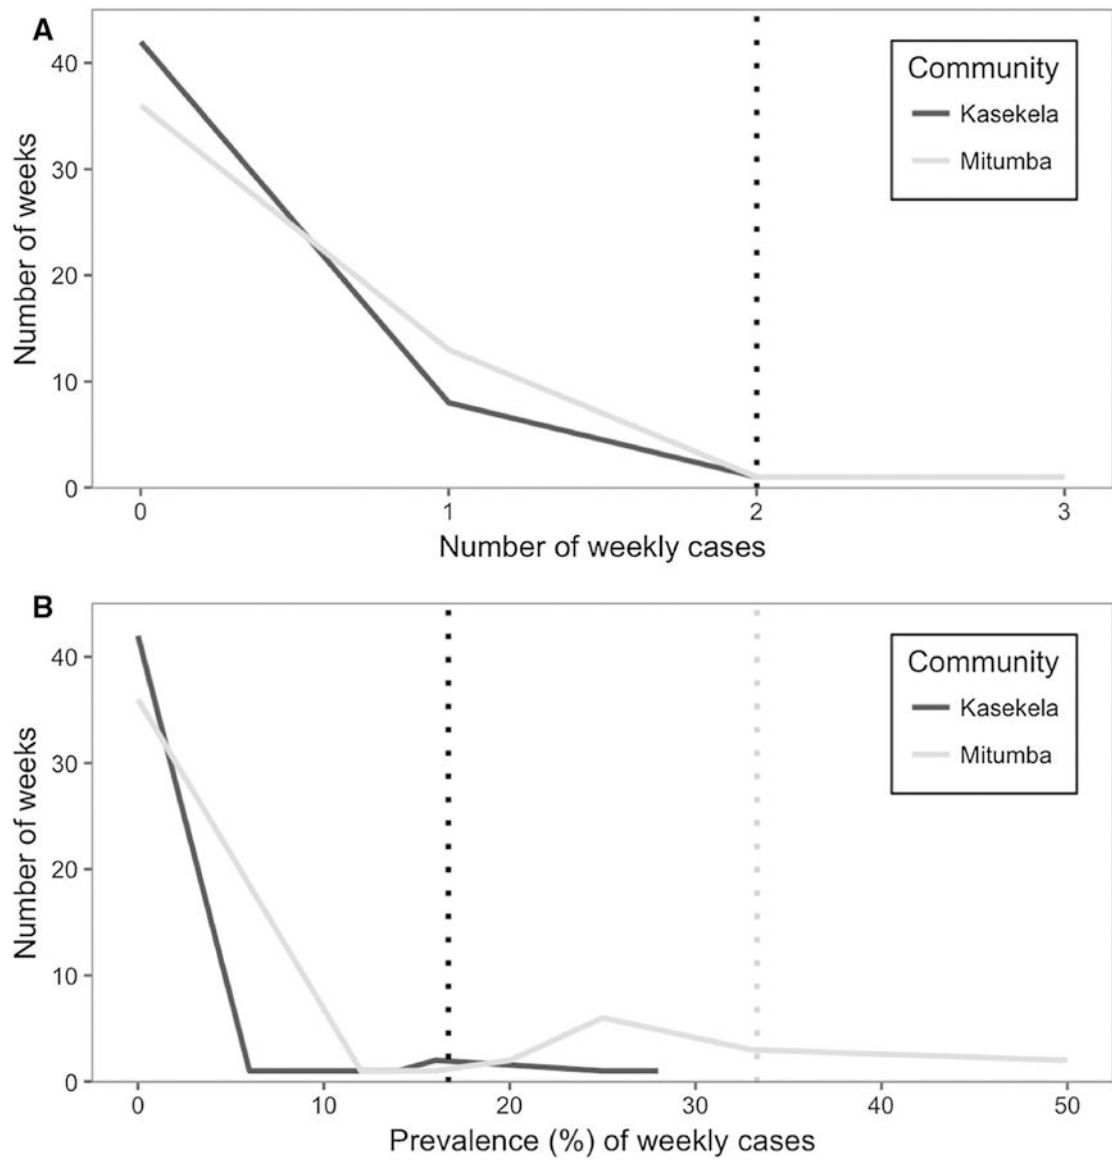 A
Number of weeks
40
30
20
10
0
Community
Kasekela
Mitumba
0 1 2 3
Number of weekly cases
B
Number of weeks
40
30
20
10
0
Community
Kasekela
Mitumba
0 10 20 30 40 50
Prevalence (%) of weekly cases